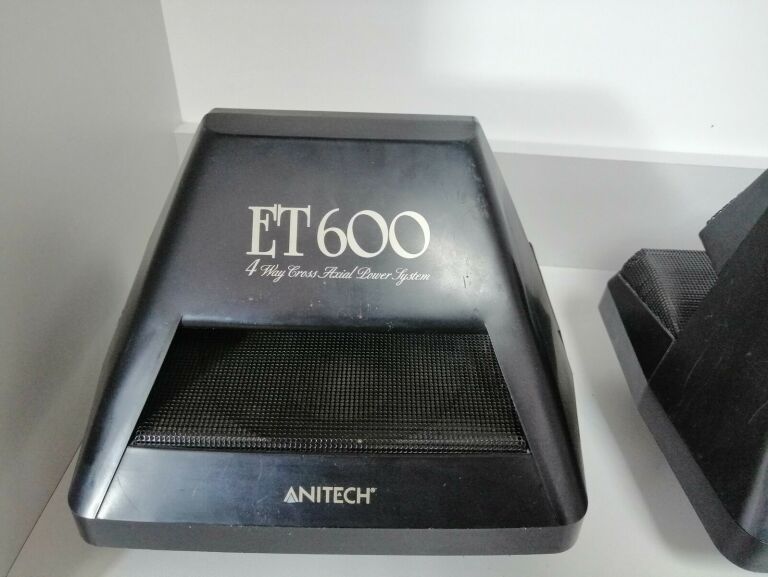 ET600
4 Way Cross Axial Power System
ANITECH